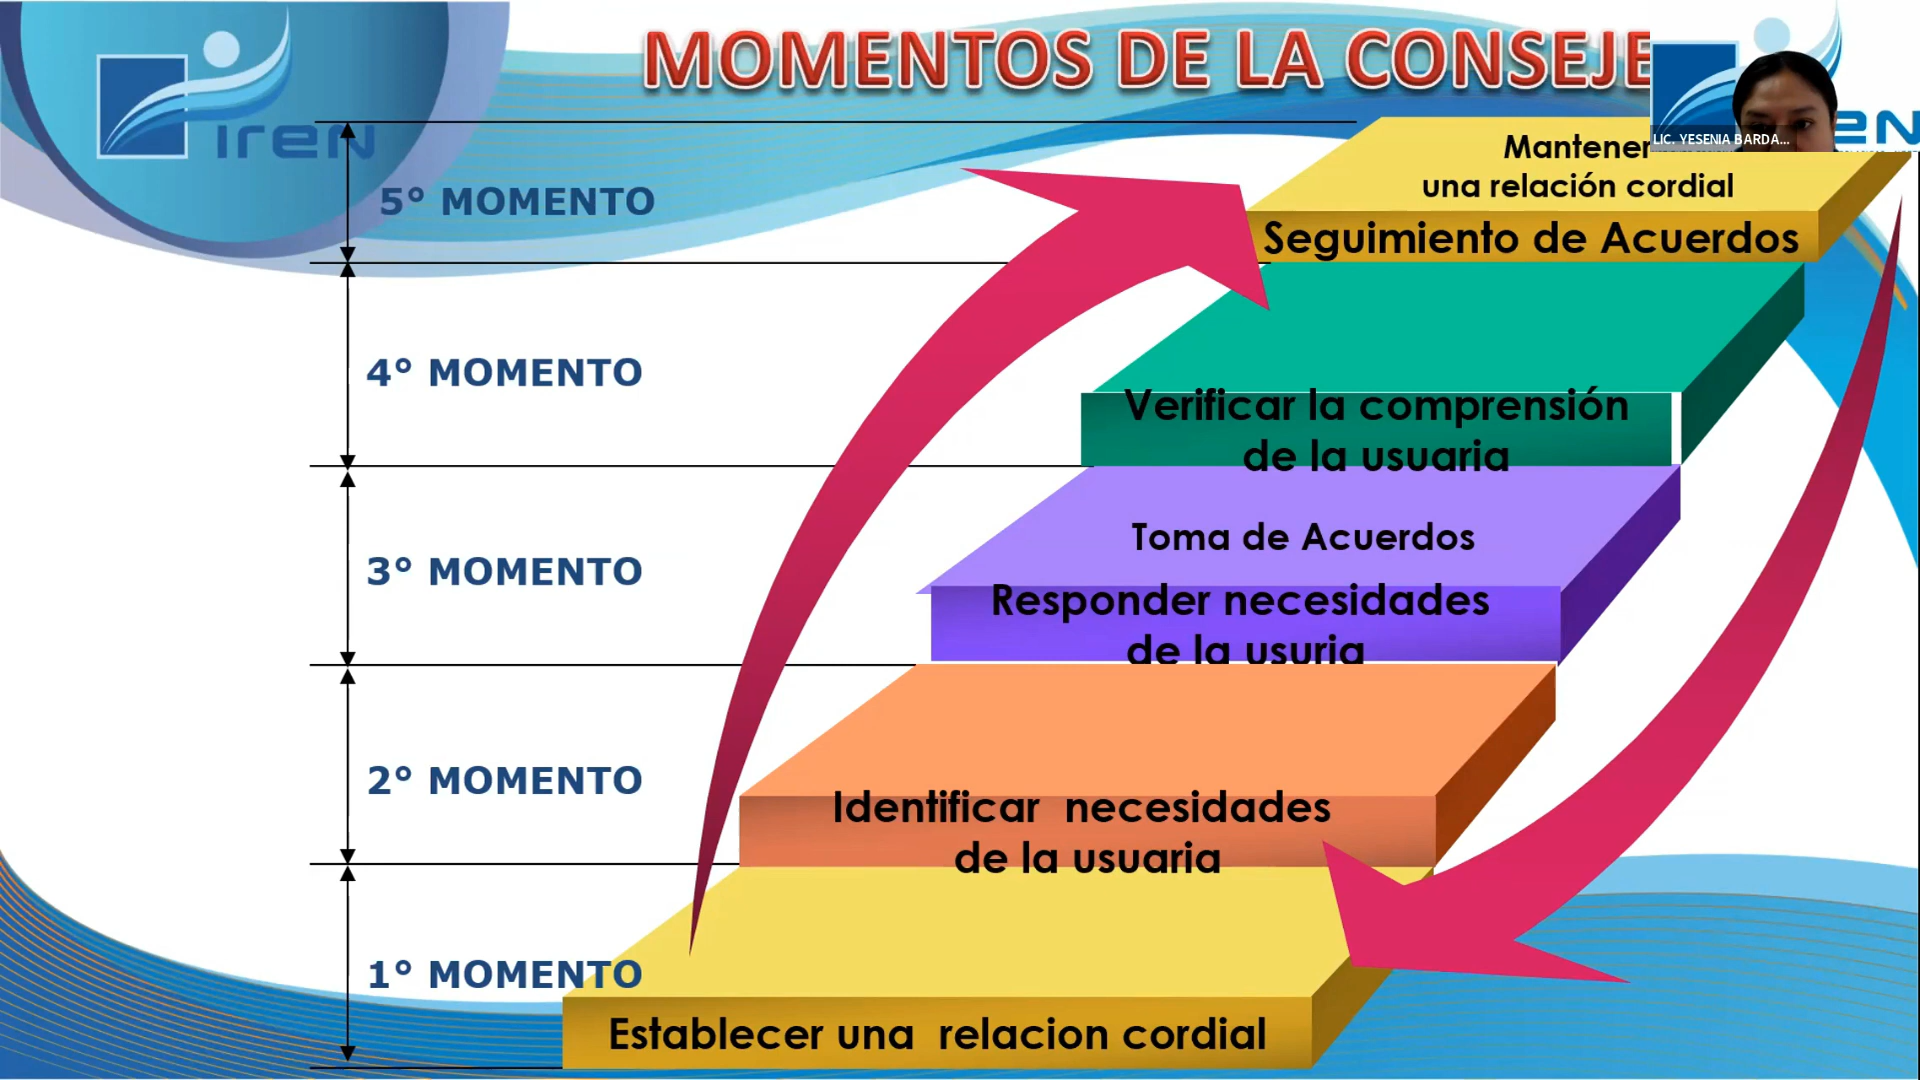 MOMENTOS DE LA CONSEJE
iren
LIC. YESENIA BARDA...
EN
Mantener
una relación cordial
5° MOMENTO
Seguimiento de Acuerdos
4° MOMENTO
Verificar la comprensión
de la usuaria
Toma de Acuerdos
3° MOMENTO
Responder necesidades
de la usuria
2° MOMENTO
Identificar necesidades
de la usuaria
1° MOMENTO
Establecer una relacion cordial